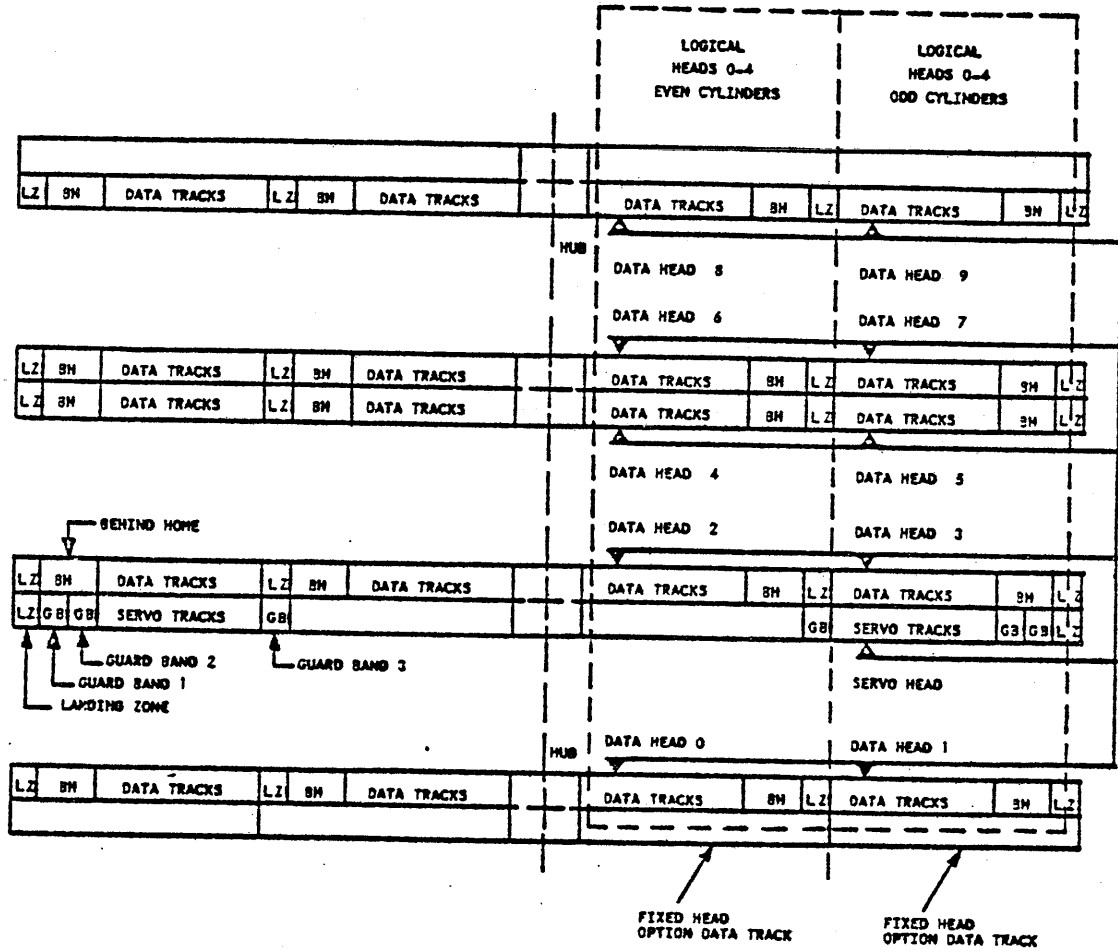 LOGICAL
HEADS 0-4
EVEN CYLINDERS
LOGICAL
HEADS 0-4
ODD CYLINDERS
LZ BH DATA TRACKS LZ BH DATA TRACKS DATA TRACKS BH LZ DATA TRACKS BH LZ
HUB
DATA HEAD 8 DATA HEAD 9
DATA HEAD 6 DATA HEAD 7
LZ BH DATA TRACKS LZ BH DATA TRACKS DATA TRACKS BH LZ DATA TRACKS BH LZ
LZ BH DATA TRACKS LZ BH DATA TRACKS DATA TRACKS BH LZ DATA TRACKS BH LZ
DATA HEAD 4 DATA HEAD 5
BEHIND HOME
DATA HEAD 2 DATA HEAD 3
LZ BH DATA TRACKS LZ BH DATA TRACKS DATA TRACKS BH LZ DATA TRACKS BH LZ
LZ GB GB SERVO TRACKS GB GB SERVO TRACKS GB GB LZ
GUARD BAND 2
GUARD BAND 3
GUARD BAND 1
LANDING ZONE
SERVO HEAD
HUB
DATA HEAD 0 DATA HEAD 1
LZ BH DATA TRACKS LZ BH DATA TRACKS DATA TRACKS BH LZ DATA TRACKS BH LZ
FIXED HEAD
OPTION DATA TRACK
FIXED HEAD
OPTION DATA TRACK